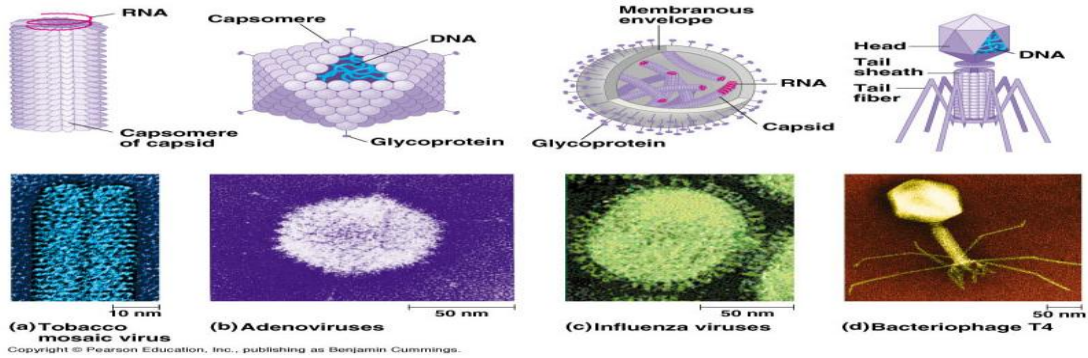 RNA
Capsomere
of capsid
Capsomere
DNA
Glycoprotein
Membranous
envelope
RNA
Capsid
Glycoprotein
Head
DNA
Tail
sheath
Tail
fiber
10 nm
50 nm
50 nm
50 nm
(a) Tobacco
mosaic virus
(b) Adenoviruses
(c) Influenza viruses
(d) Bacteriophage T4
Copyright © Pearson Education, Inc., publishing as Benjamin Cummings.